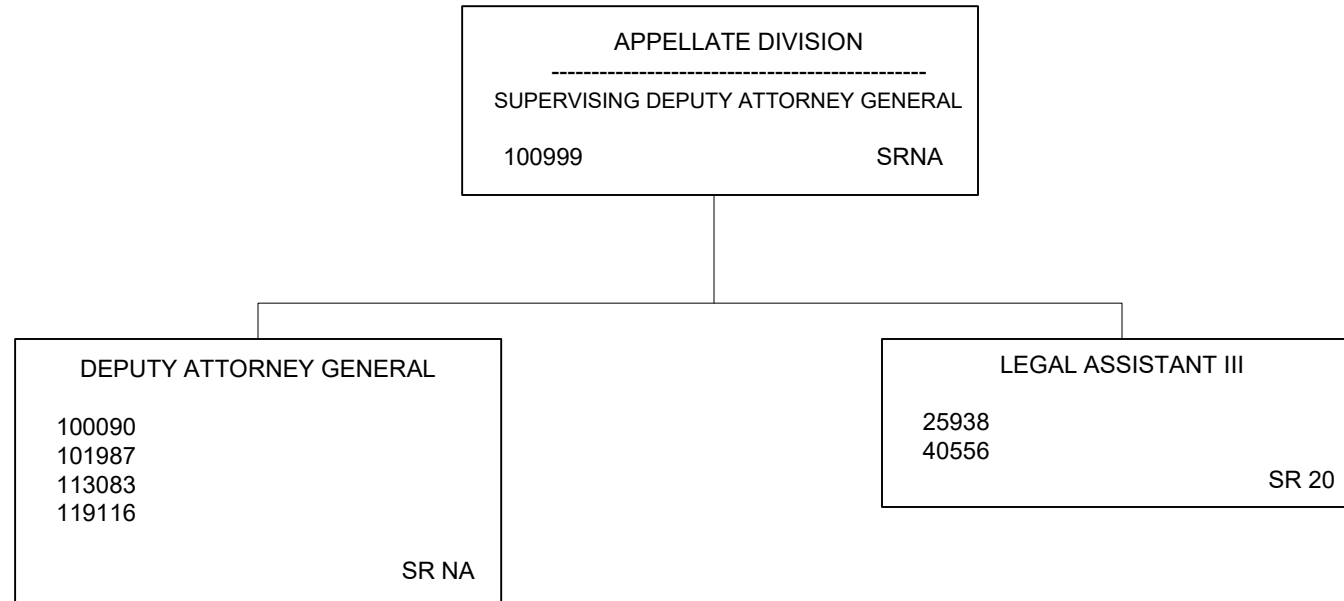 APPELLATE DIVISION
-----------------------------------------------
SUPERVISING DEPUTY ATTORNEY GENERAL
100999 SRNA
DEPUTY ATTORNEY GENERAL
100090
101987
113083
119116
SR NA
LEGAL ASSISTANT III
25938
40556
SR 20